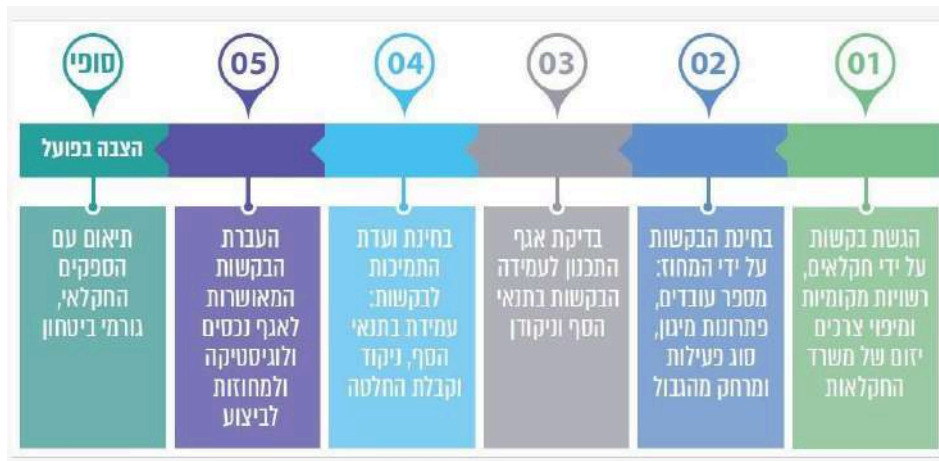 01
הגשת בקשות
על ידי חקלאים,
רשויות מקומיות
ומיפוי צרכים
יזום של משרד
החקלאות
02
בחינת הבקשות
על ידי המחוז:
מספר עובדים,
פתרונות מיגון,
סוג פעילות
ומרחק מהגבול
03
בדיקת אגף
התכנון לעמידה
הבקשות בתנאי
הסף וניקודן
04
בחינת ועדת
התמיכות
לבקשות:
עמידת בתנאי
הסף, ניקוד
וקבלת החלטה
05
העברת
הבקשות
המאושרות
לאגף נכסים
ולוגיסטיקה
ולמחוזות
לביצוע
סופי
הצבה בפועל
תיאום עם
הספקים
החקלאי,
גורמי ביטחון